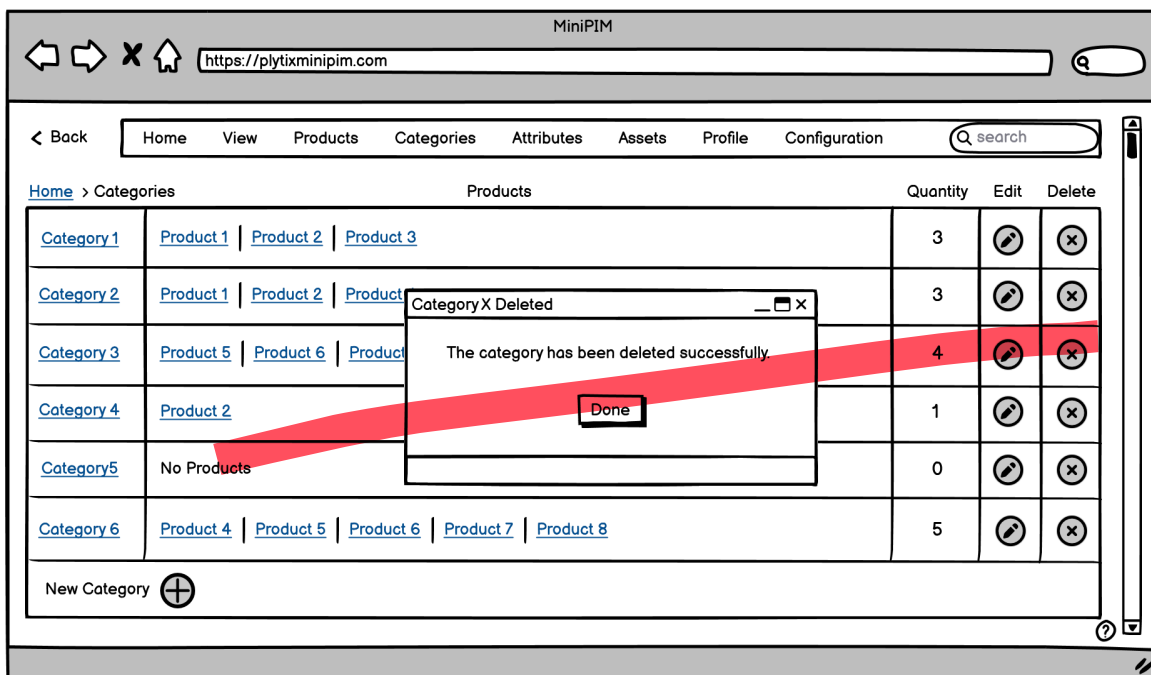 MiniPIM
https://plytixminipim.com
Back Home View Products Categories Attributes Assets Profile Configuration search
Home > Categories Products Quantity Edit Delete
Category 1 Product 1 Product 2 Product 3 3
Category 2 Product 1 Product 2 Product 3
Category X Deleted
Category 3 Product 5 Product 6 Product 4
The category has been deleted successfully.
Category 4 Product 2 1
Done
Category5 No Products 0
Category 6 Product 4 Product 5 Product 6 Product 7 Product 8 5
New Category
?